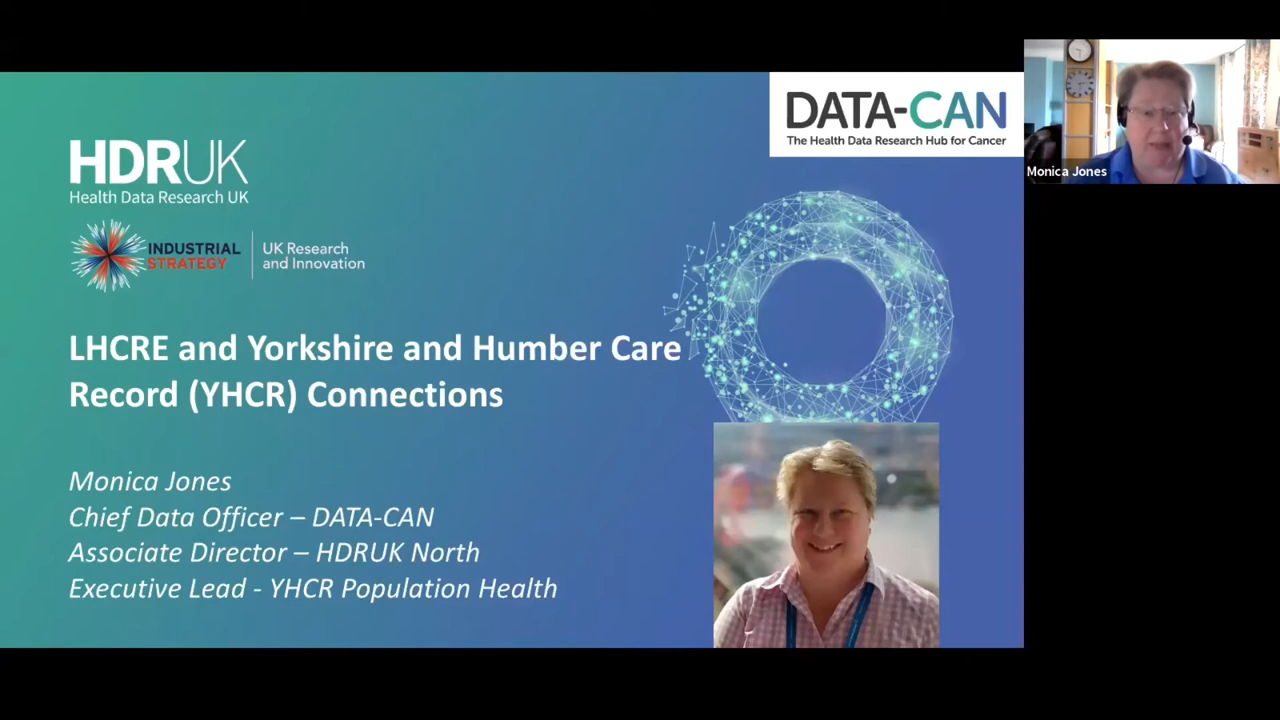 HDRUK
Health Data Research UK
INDUSTRIAL
STRATEGY
UK Research
and Innovation
DATA-CAN
The Health Data Research Hub for Cancer
Monica Jones
LHCRE and Yorkshire and Humber Care
Record (YHCR) Connections
Monica Jones
Chief Data Officer – DATA-CAN
Associate Director – HDRUK North
Executive Lead - YHCR Population Health